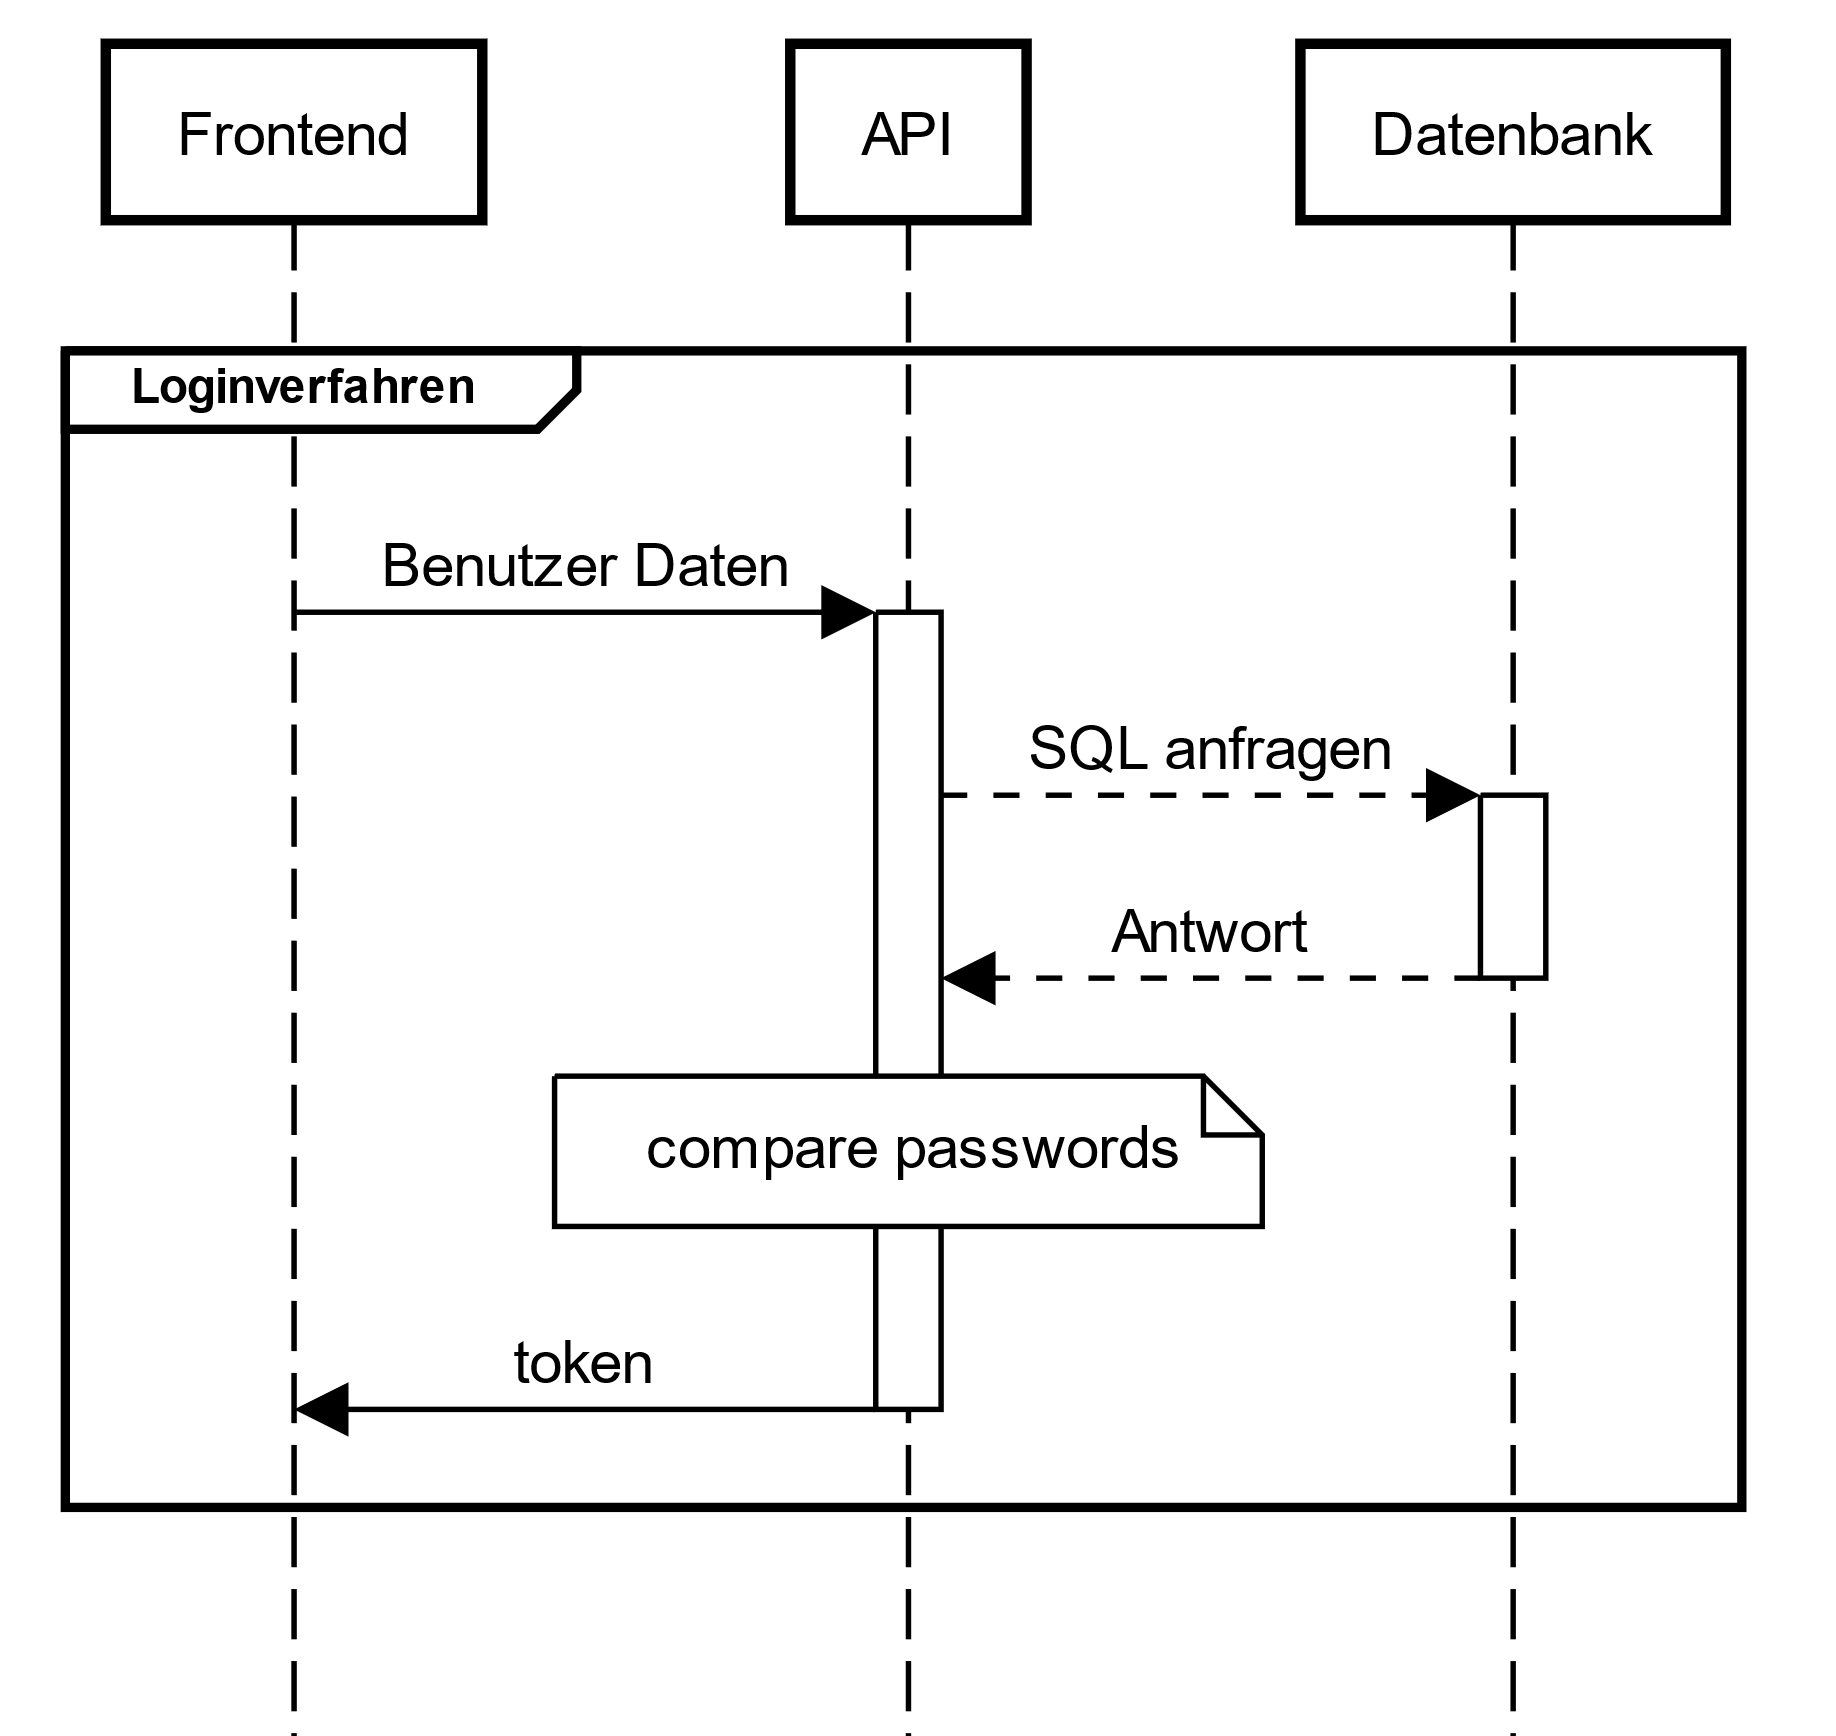 Frontend
API
Datenbank
Loginverfahren
Benutzer Daten
SQL anfragen
Antwort
compare passwords
token